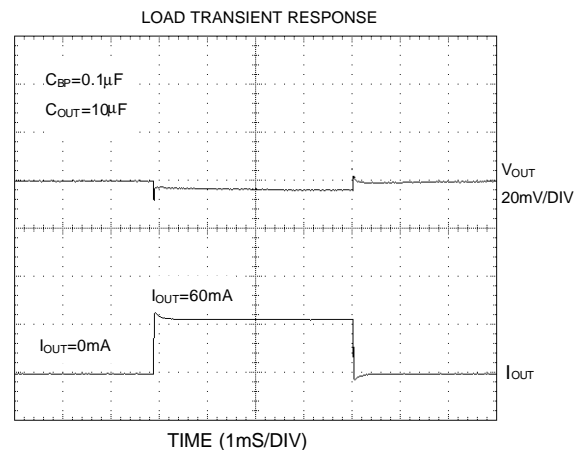 LOAD TRANSIENT RESPONSE
CBP=0.1μF
COUT=10μF
VOUT
20mV/DIV
IOUT=60mA
IOUT=0mA
IOUT
TIME (1mS/DIV)